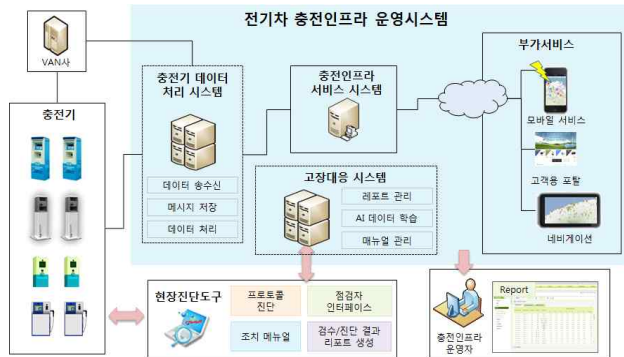 전기차 충전인프라 운영시스템
VAN사
충전기
충전기 데이터
처리 시스템
데이터 송수신
메시지 저장
데이터 처리
충전인프라
서비스 시스템
고장대응 시스템
레포트 관리
AI 데이터 학습
매뉴얼 관리
부가서비스
모바일 서비스
고객용 포탈
네비게이션
현장진단도구
프로토콜
진단
점검자
인터페이스
조치 메뉴얼
검수/진단 결과
리포트 생성
충전인프라
운영자
Report